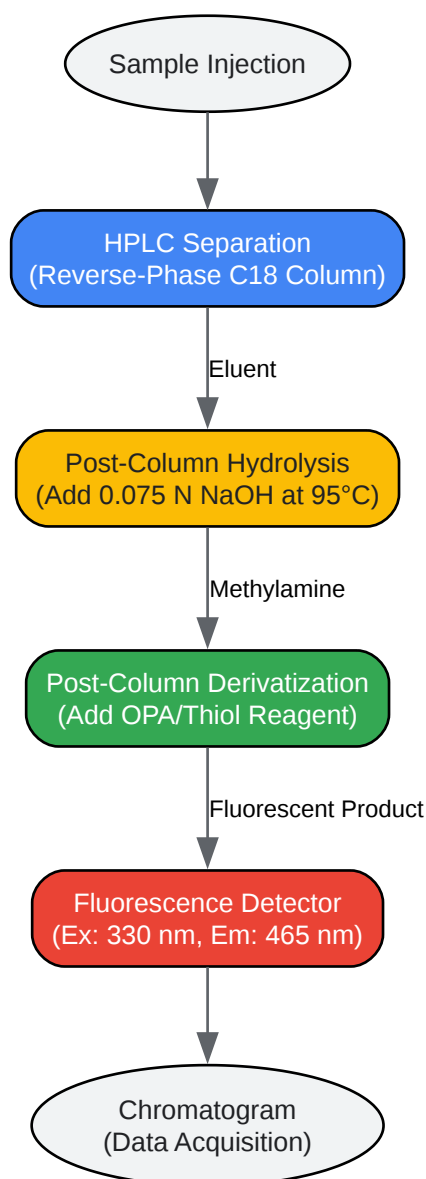 Sample Injection
HPLC Separation
(Reverse-Phase C18 Column)
Eluent
Post-Column Hydrolysis
(Add 0.075 N NaOH at 95°C)
Methylamine
Post-Column Derivatization
(Add OPA/Thiol Reagent)
Fluorescent Product
Fluorescence Detector
(Ex: 330 nm, Em: 465 nm)
Chromatogram
(Data Acquisition)